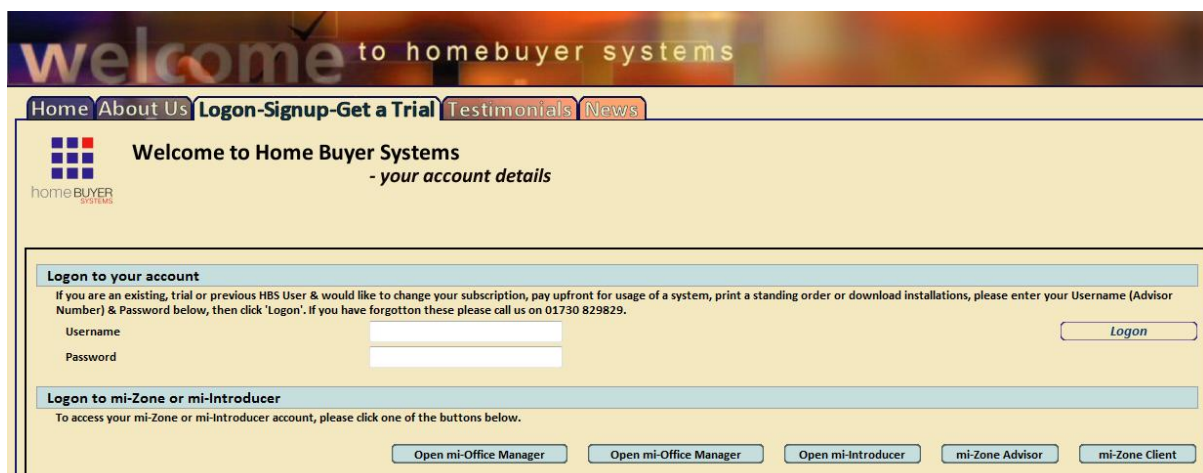 welcome to homebuyer systems
Home About Us Logon-Signup-Get a Trial Testimonials News
Welcome to Home Buyer Systems
- your account details
home BUYER
SYSTEMS
Logon to your account
If you are an existing, trial or previous HBS User & would like to change your subscription, pay upfront for usage of a system, print a standing order or download installations, please enter your Username (Advisor
Number) & Password below, then click 'Logon'. If you have forgotton these please call us on 01730 829829.
Username
Logon
Password
Logon to mi-Zone or mi-Introducer
To access your mi-Zone or mi-Introducer account, please click one of the buttons below.
Open mi-Office Manager Open mi-Office Manager Open mi-Introducer mi-Zone Advisor mi-Zone Client